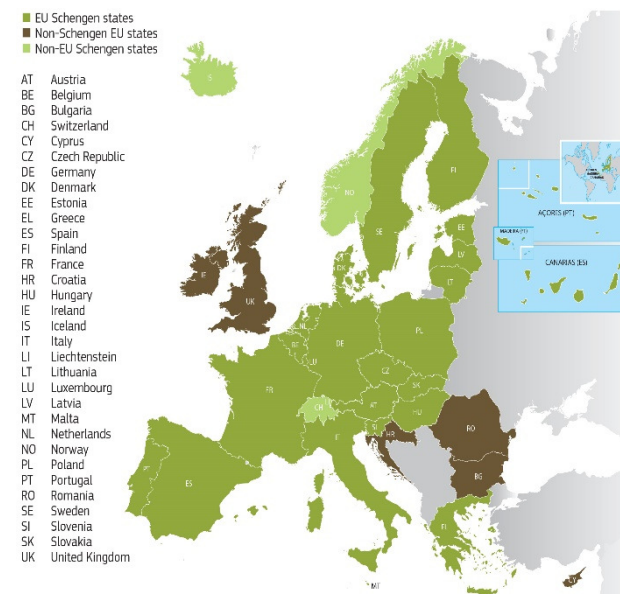 EU Schengen states
Non-Schengen EU states
Non-EU Schengen states
AT Austria
BE Belgium
BG Bulgaria
CH Switzerland
CY Cyprus
CZ Czech Republic
DE Germany
DK Denmark
EE Estonia
EL Greece
ES Spain
FI Finland
FR France
HR Croatia
HU Hungary
IE Ireland
IS Iceland
IT Italy
LI Liechtenstein
LT Lithuania
LU Luxembourg
LV Latvia
MT Malta
NL Netherlands
NO Norway
PL Poland
PT Portugal
RO Romania
SE Sweden
SI Slovenia
SK Slovakia
UK United Kingdom
NO
FI
SE
EE
LV
LT
DK
IE
UK
NL
BE
LU
DE
PL
CZ
SK
FR
CH
AT
HU
SI
HR
RO
IT
BG
PT
ES
MT
AÇORES (PT)
MADEIRA (PT)
CANARIAS (ES)